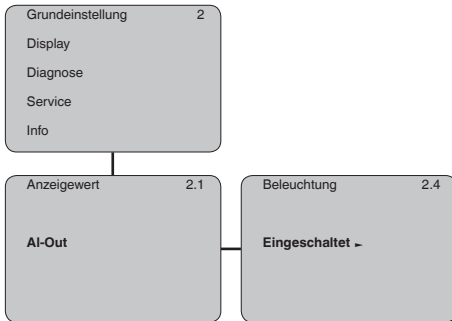 Grundeinstellung 2
Display
Diagnose
Service
Info
Anzeigewert 2.1
AI-Out
Beleuchtung 2.4
Eingeschaltet ►